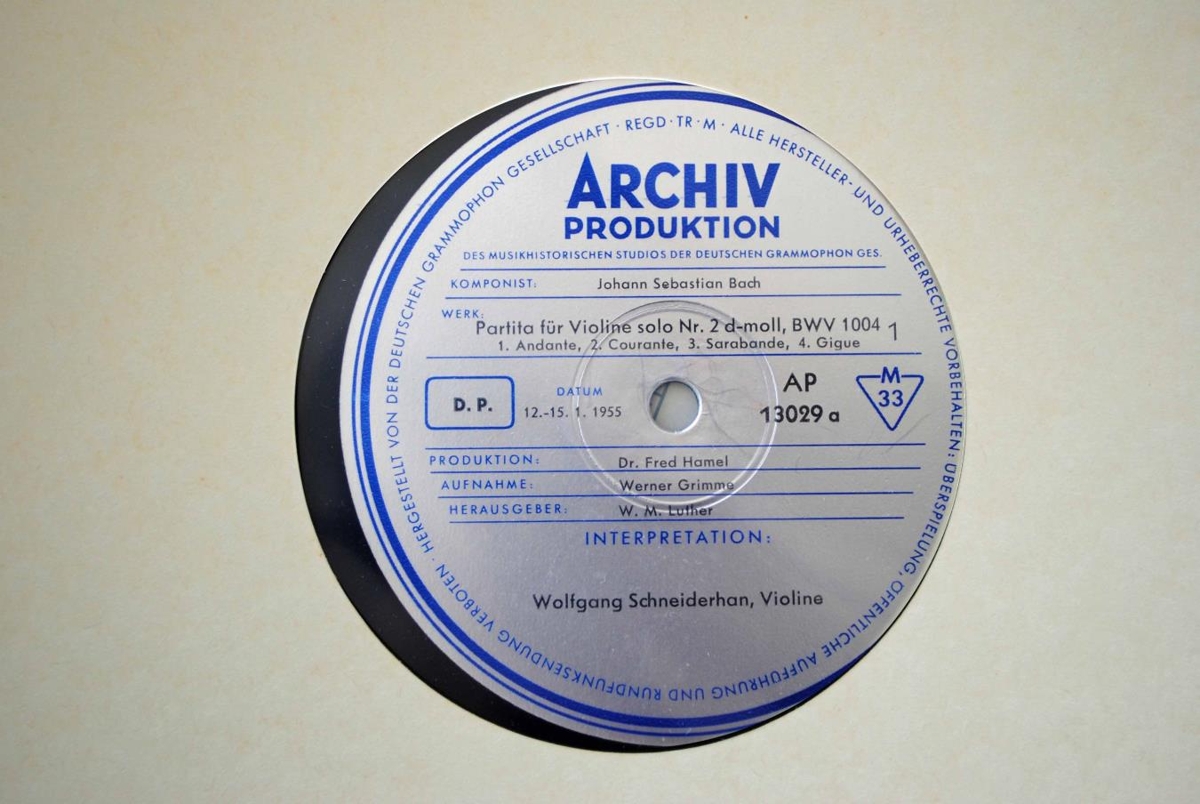 HERGESTELLT VON DER DEUTSCHEN GRAMMOPHON GESELLSCHAFT · REGD·TR·M · ALLE HERSTELLER- UND URHEBERRECHTE VORBEHALTEN: ÜBERSPIELUNG, ÖFFENTLICHE AUFFÜHRUNG UND RUNDFUNKSENDUNG VERBOTEN ·
ARCHIV
PRODUKTION
DES MUSIKHISTORISCHEN STUDIOS DER DEUTSCHEN GRAMMOPHON GES.
KOMPONIST: Johann Sebastian Bach
WERK: Partita für Violine solo Nr. 2 d-moll, BWV 1004 1
1. Andante, 2. Courante, 3. Sarabande, 4. Gigue
D. P.
DATUM
12.-15. 1. 1955
AP
13029 a
M
33
PRODUKTION: Dr. Fred Hamel
AUFNAHME: Werner Grimme
HERAUSGEBER: W. M. Luther
INTERPRETATION:
Wolfgang Schneiderhan, Violine